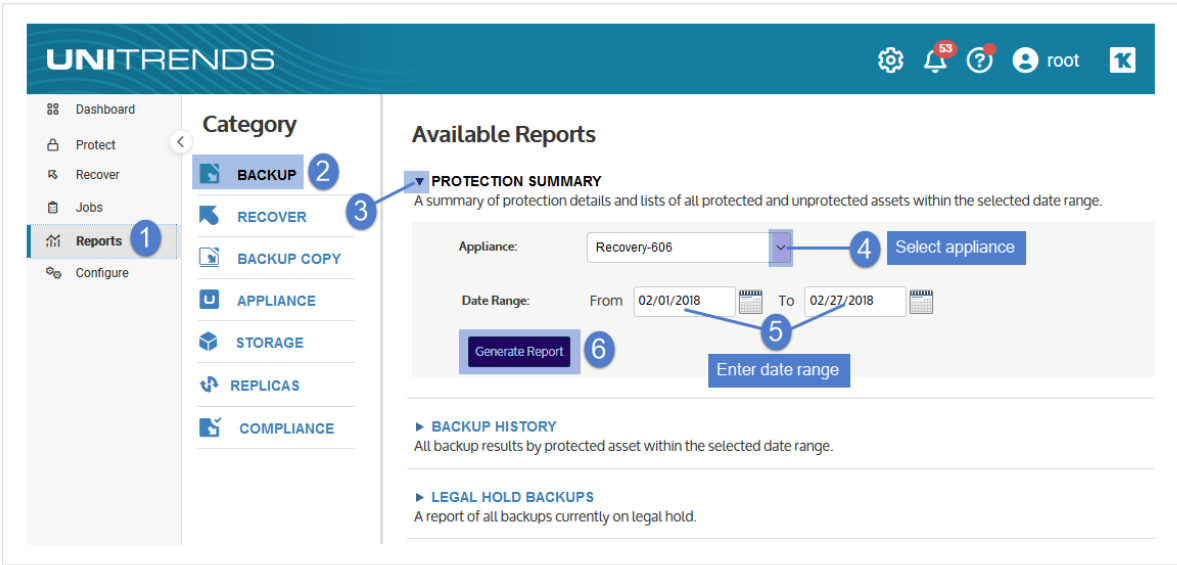 UNITRENDS
53
root
Dashboard
Protect
Recover
Jobs
Reports
1
Configure
Category
BACKUP
2
RECOVER
3
BACKUP COPY
APPLIANCE
STORAGE
REPLICAS
COMPLIANCE
Available Reports
PROTECTION SUMMARY
A summary of protection details and lists of all protected and unprotected assets within the selected date range.
Appliance: Recovery-606
4
Select appliance
Date Range: From 02/01/2018 To 02/27/2018
5
Enter date range
Generate Report
6
BACKUP HISTORY
All backup results by protected asset within the selected date range.
LEGAL HOLD BACKUPS
A report of all backups currently on legal hold.